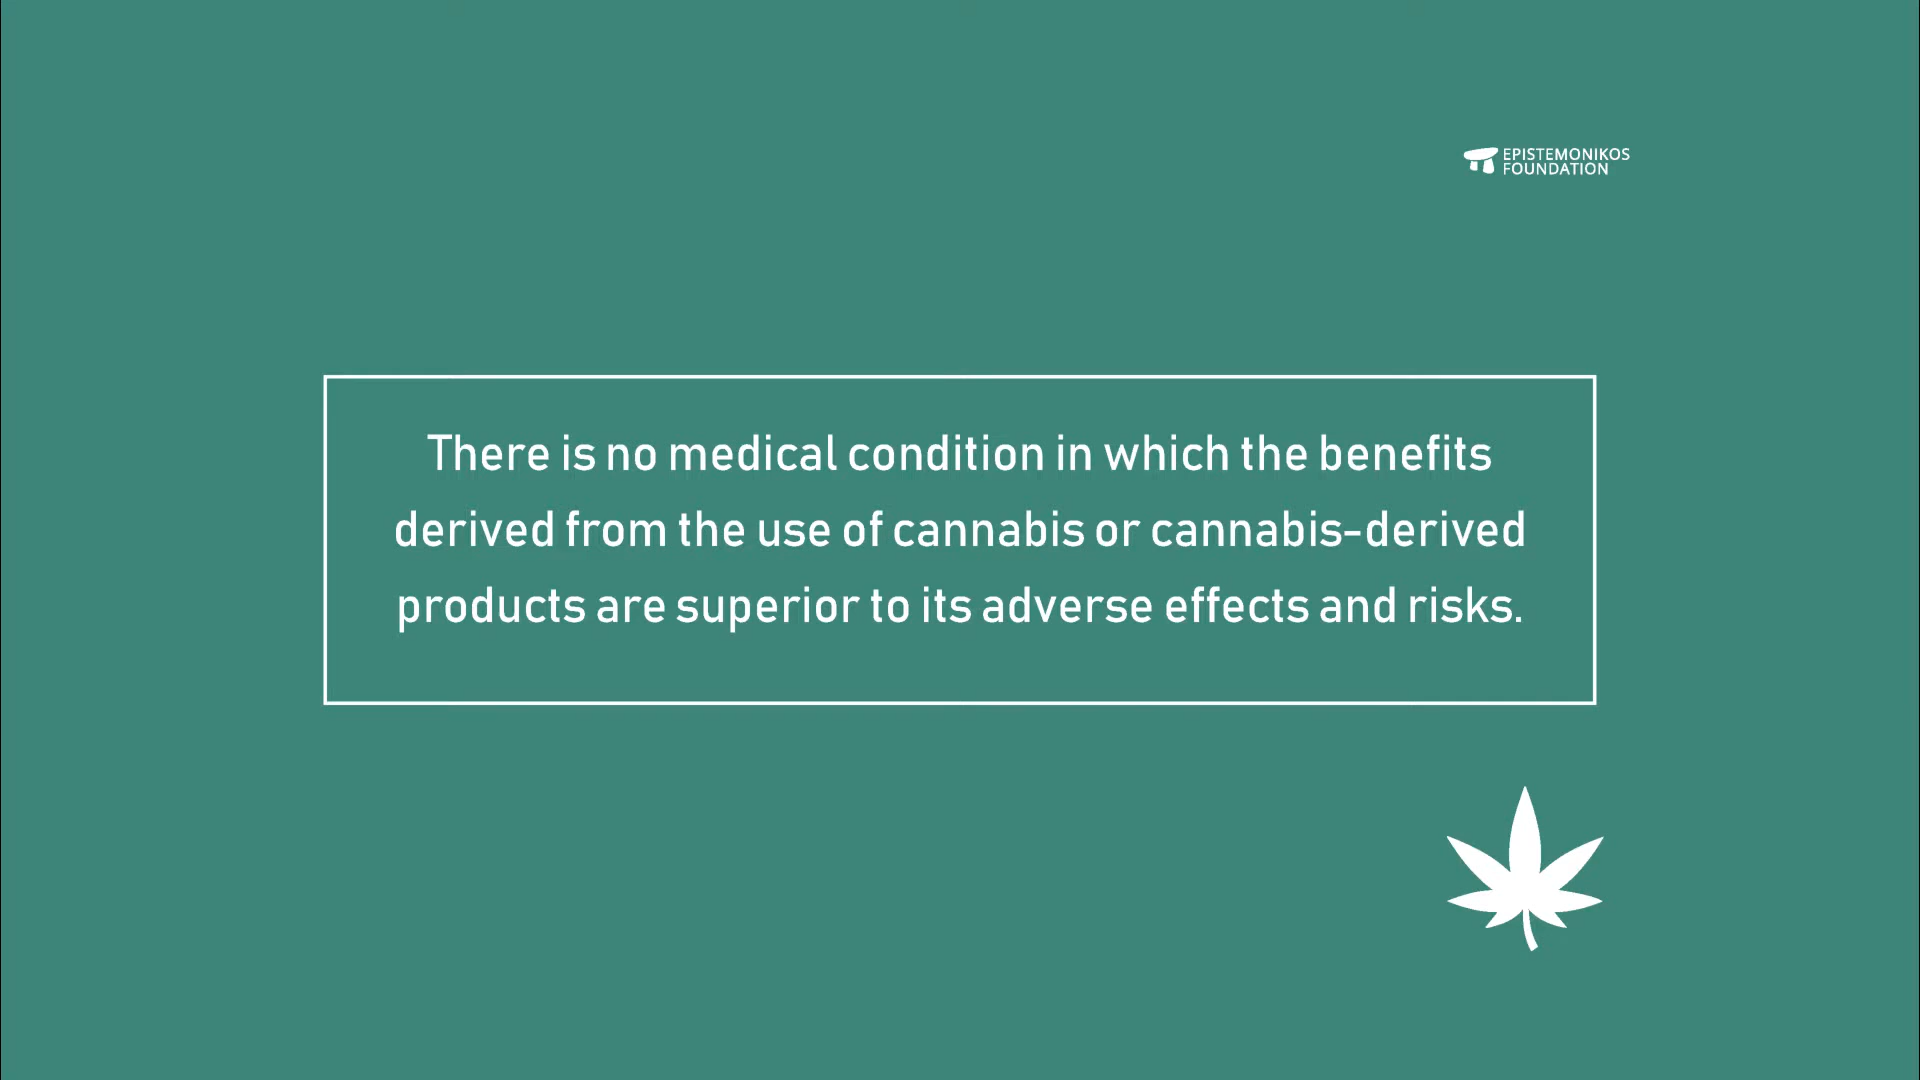 EPISTEMONIKOS
FOUNDATION
There is no medical condition in which the benefits
derived from the use of cannabis or cannabis-derived
products are superior to its adverse effects and risks.